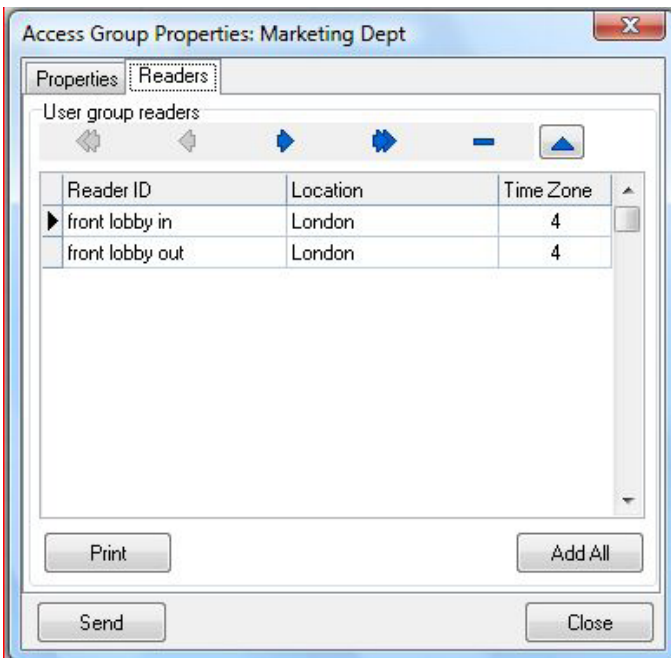 Access Group Properties: Marketing Dept
Properties Readers
User group readers
Reader ID Location Time Zone
front lobby in London 4
front lobby out London 4
Print Add All
Send Close